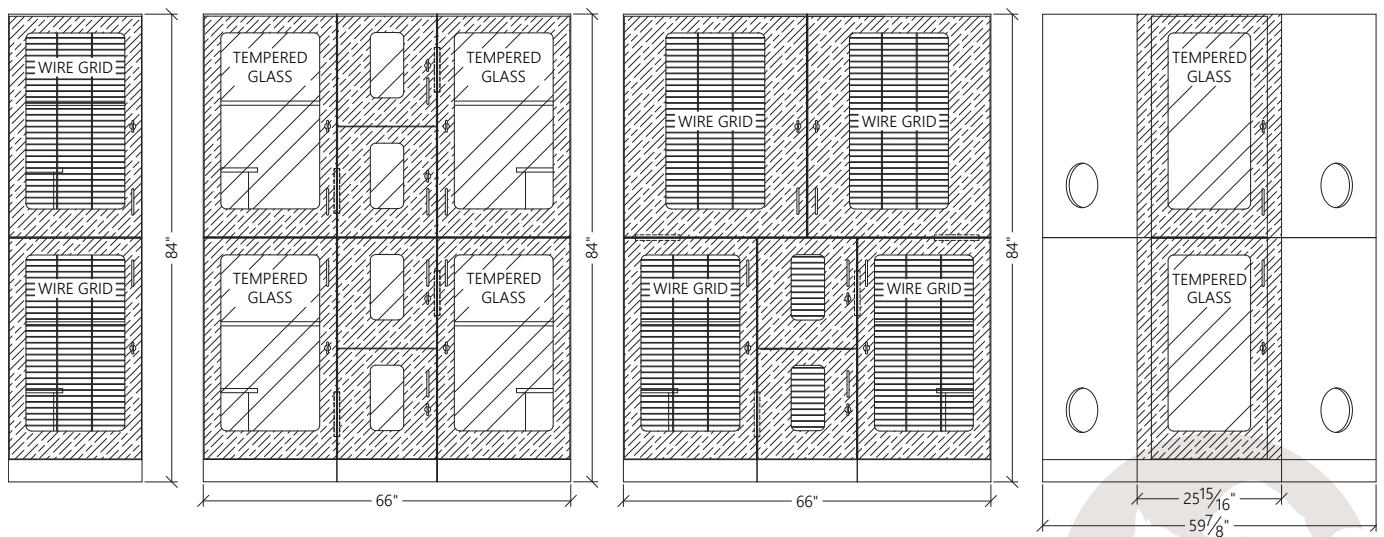 WIRE GRID
WIRE GRID
84"
TEMPERED
GLASS
TEMPERED
GLASS
TEMPERED
GLASS
TEMPERED
GLASS
84"
66"
WIRE GRID
WIRE GRID
WIRE GRID
WIRE GRID
84"
66"
TEMPERED
GLASS
TEMPERED
GLASS
25 15/16"
59 7/8"